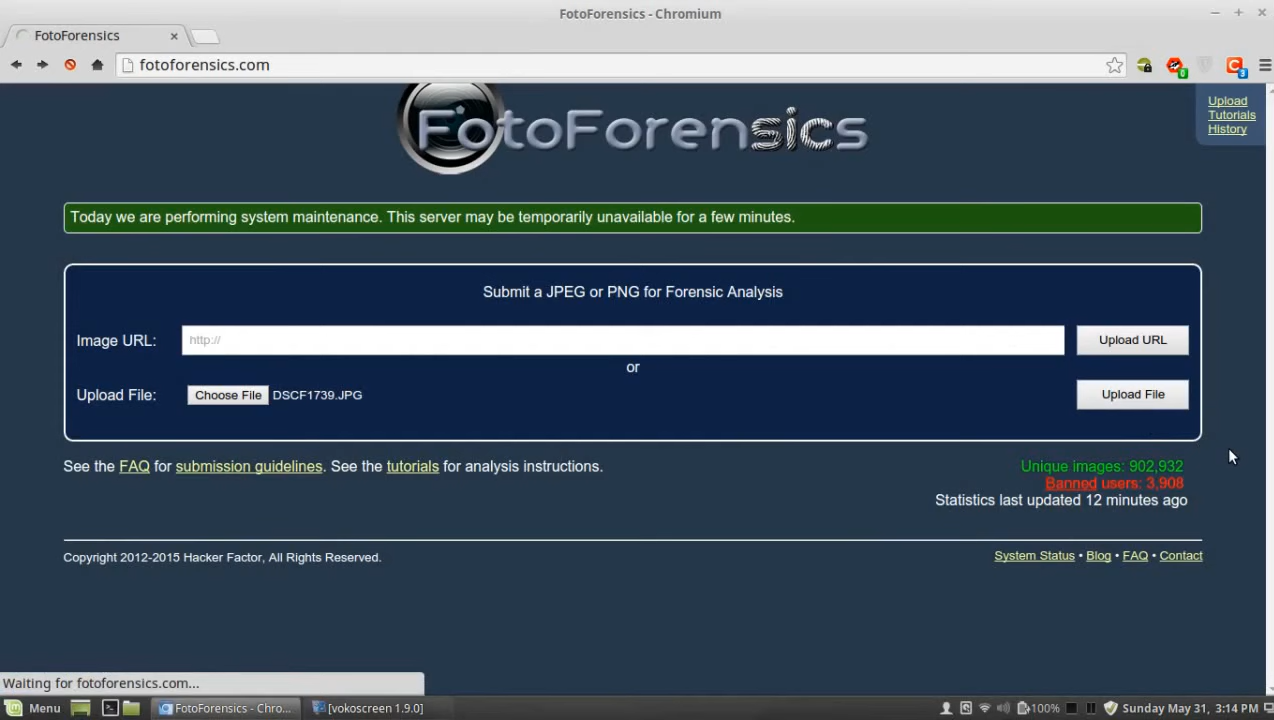 FotoForensics - Chromium
FotoForensics
fotoforensics.com
0
3
FotoForensics
Upload
Tutorials
History
Today we are performing system maintenance. This server may be temporarily unavailable for a few minutes.
Submit a JPEG or PNG for Forensic Analysis
Image URL: http:// Upload URL
or
Upload File: Choose File DSCF1739.JPG Upload File
See the FAQ for submission guidelines. See the tutorials for analysis instructions.
Unique images: 902,932
Banned users: 3,908
Statistics last updated 12 minutes ago
Copyright 2012-2015 Hacker Factor, All Rights Reserved.
System Status • Blog • FAQ • Contact
Waiting for fotoforensics.com...
Menu FotoForensics - Chro... [vokoscreen 1.9.0] 100% Sunday May 31, 3:14 PM